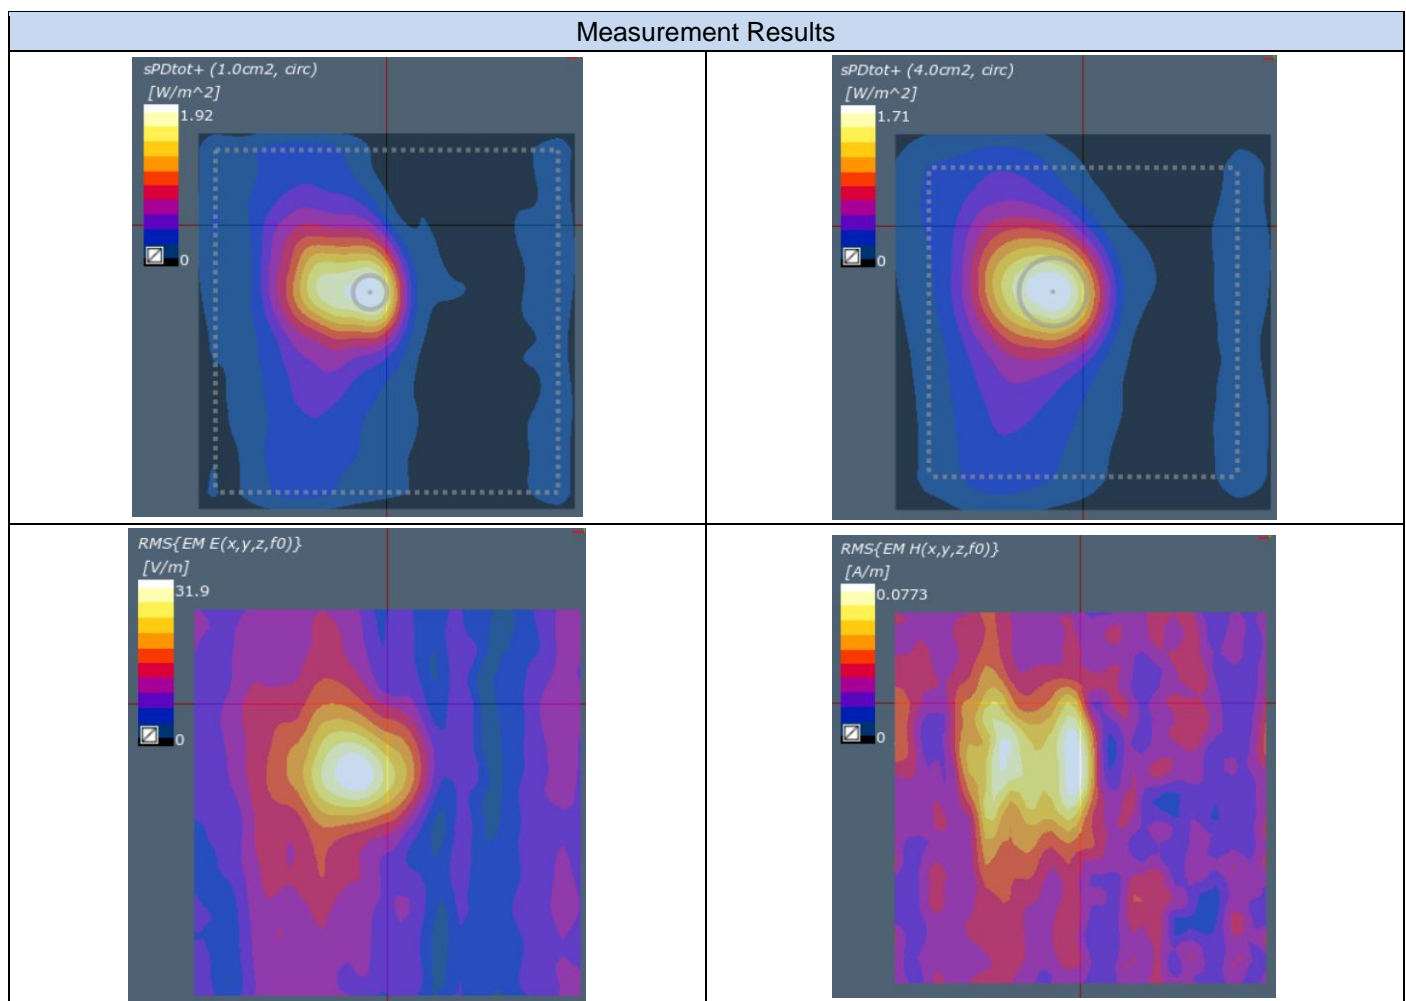 Measurement Results
sPDtot+ (1.0cm2, circ)
[W/m^2]
1.92
0
sPDtot+ (4.0cm2, circ)
[W/m^2]
1.71
0
RMS{EM E(x,y,z,f0)}
[V/m]
31.9
0
RMS{EM H(x,y,z,f0)}
[A/m]
0.0773
0